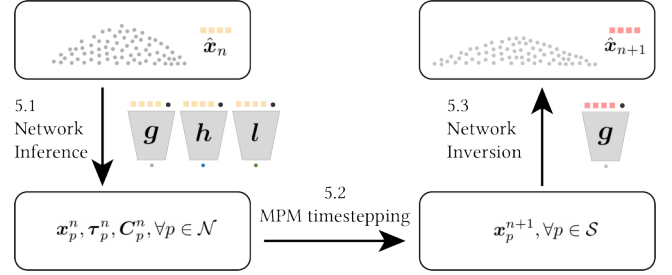 x̂_n
x̂_{n+1}
5.1
Network
Inference
g h l
5.3
Network
Inversion
g
5.2
MPM timestepping
x_p^n, τ_p^n, C_p^n, ∀p ∈ 𝒩
x_p^{n+1}, ∀p ∈ 𝒮